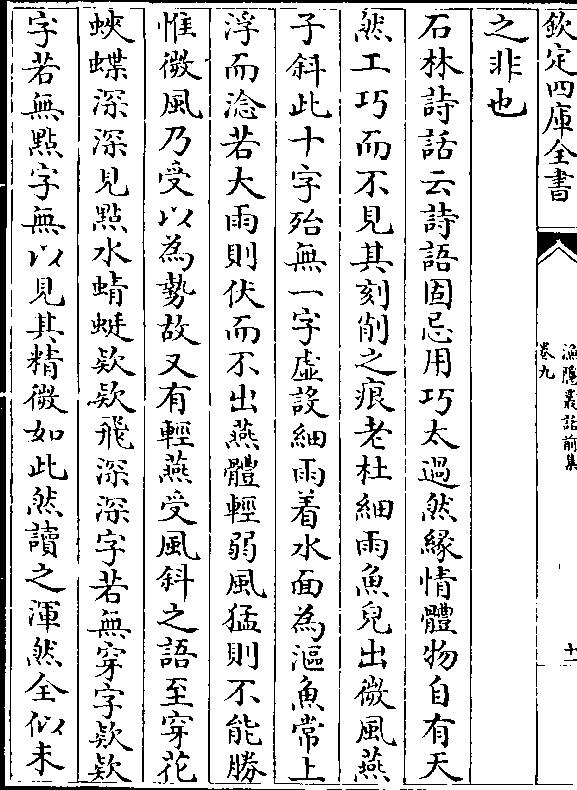 欽定四庫全書
漁隱叢話前集
卷九
十一
之非也
石林詩話云詩語固忌用巧太過然緣情體物自有天
然工巧而不見其刻削之痕老杜細雨魚兒出微風燕
子斜此十字殆無一字虛設細雨着水面為漚魚常上
浮而淰若大雨則伏而不出燕體輕弱風猛則不能勝
惟微風乃受以為勢故又有輕燕受風斜之語至穿花
蛺蝶深深見點水蜻蜓欵欵飛深深字若無穿字欵欵
字若無點字無以見其精微如此然讀之渾然全似未